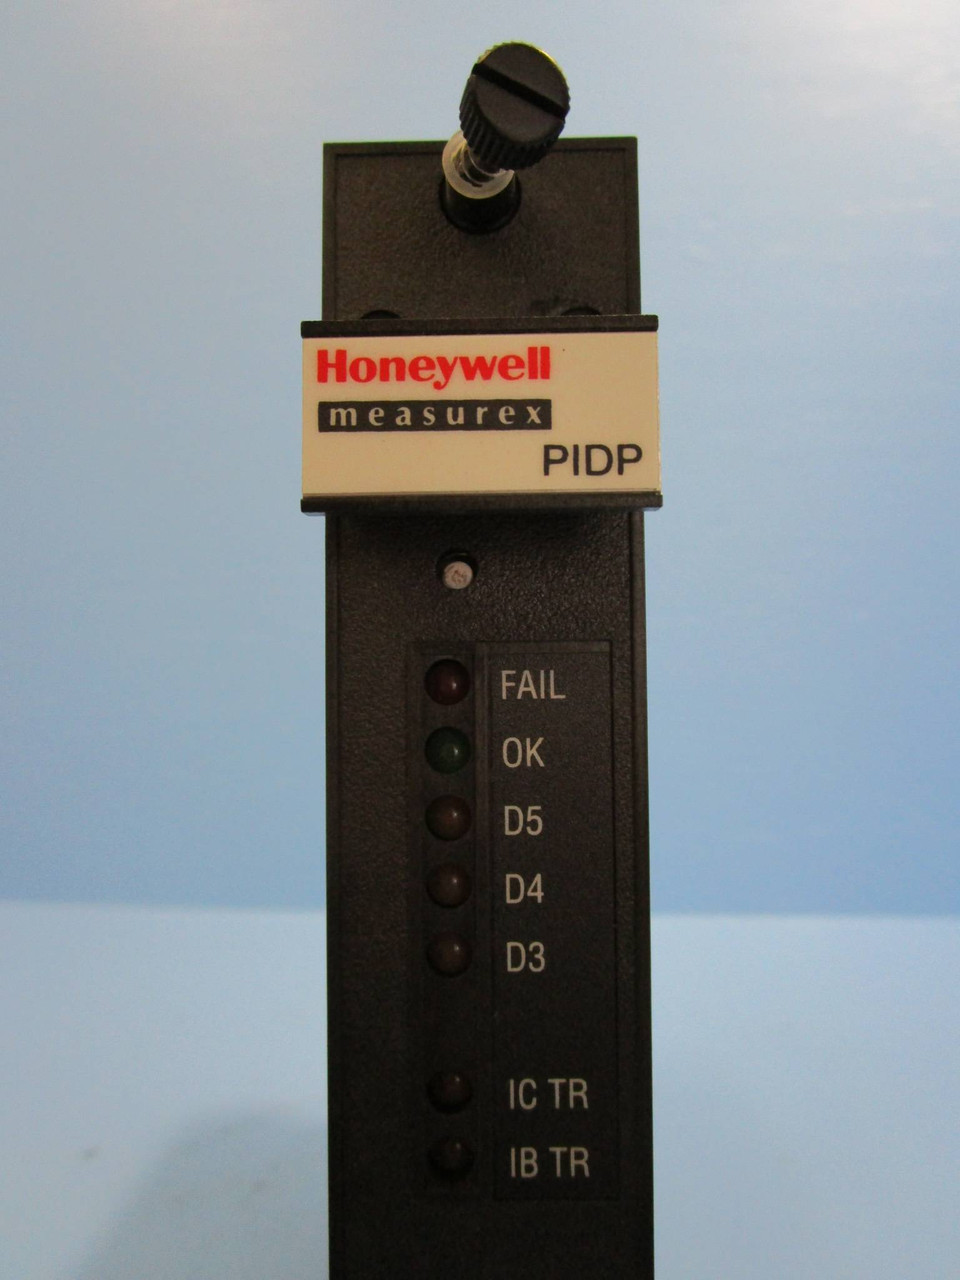 Honeywell
measurex
PIDP
FAIL
OK
D5
D4
D3
IC TR
IB TR